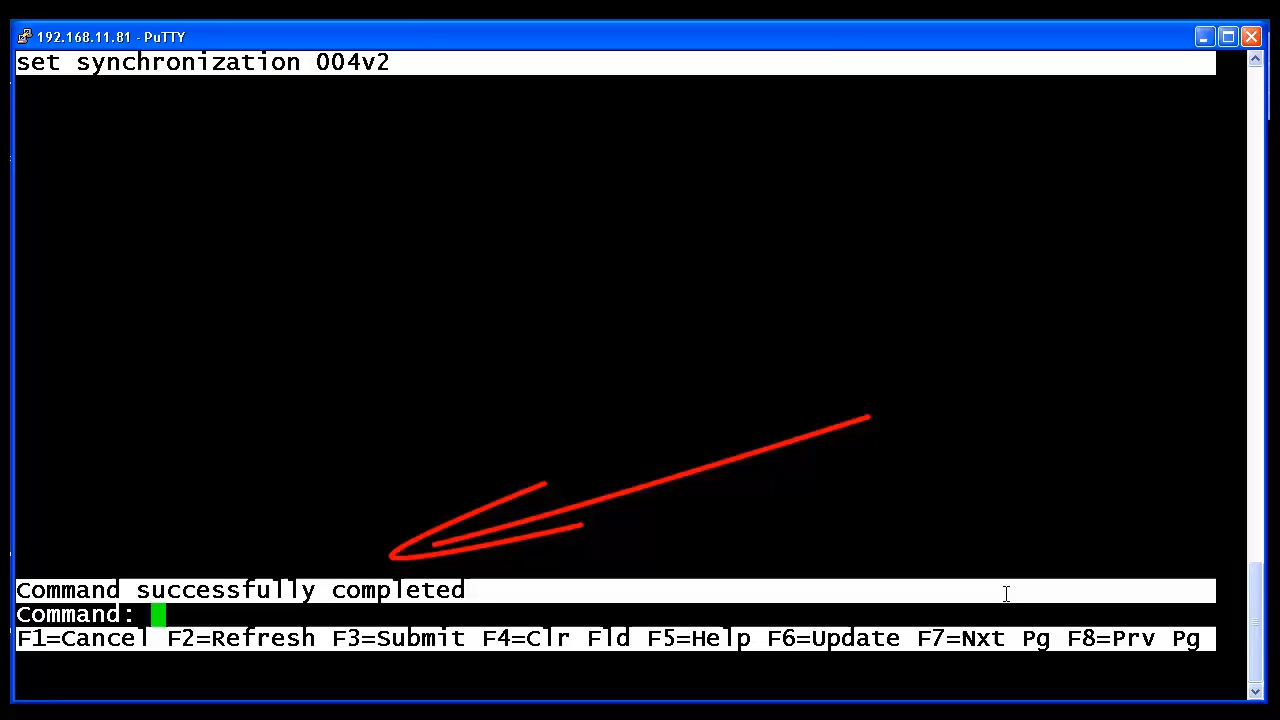 192.168.11.81 - PuTTY
set synchronization 004v2
Command successfully completed
Command:
F1=Cancel F2=Refresh F3=Submit F4=Clr Fld F5=Help F6=Update F7=Nxt Pg F8=Prv Pg